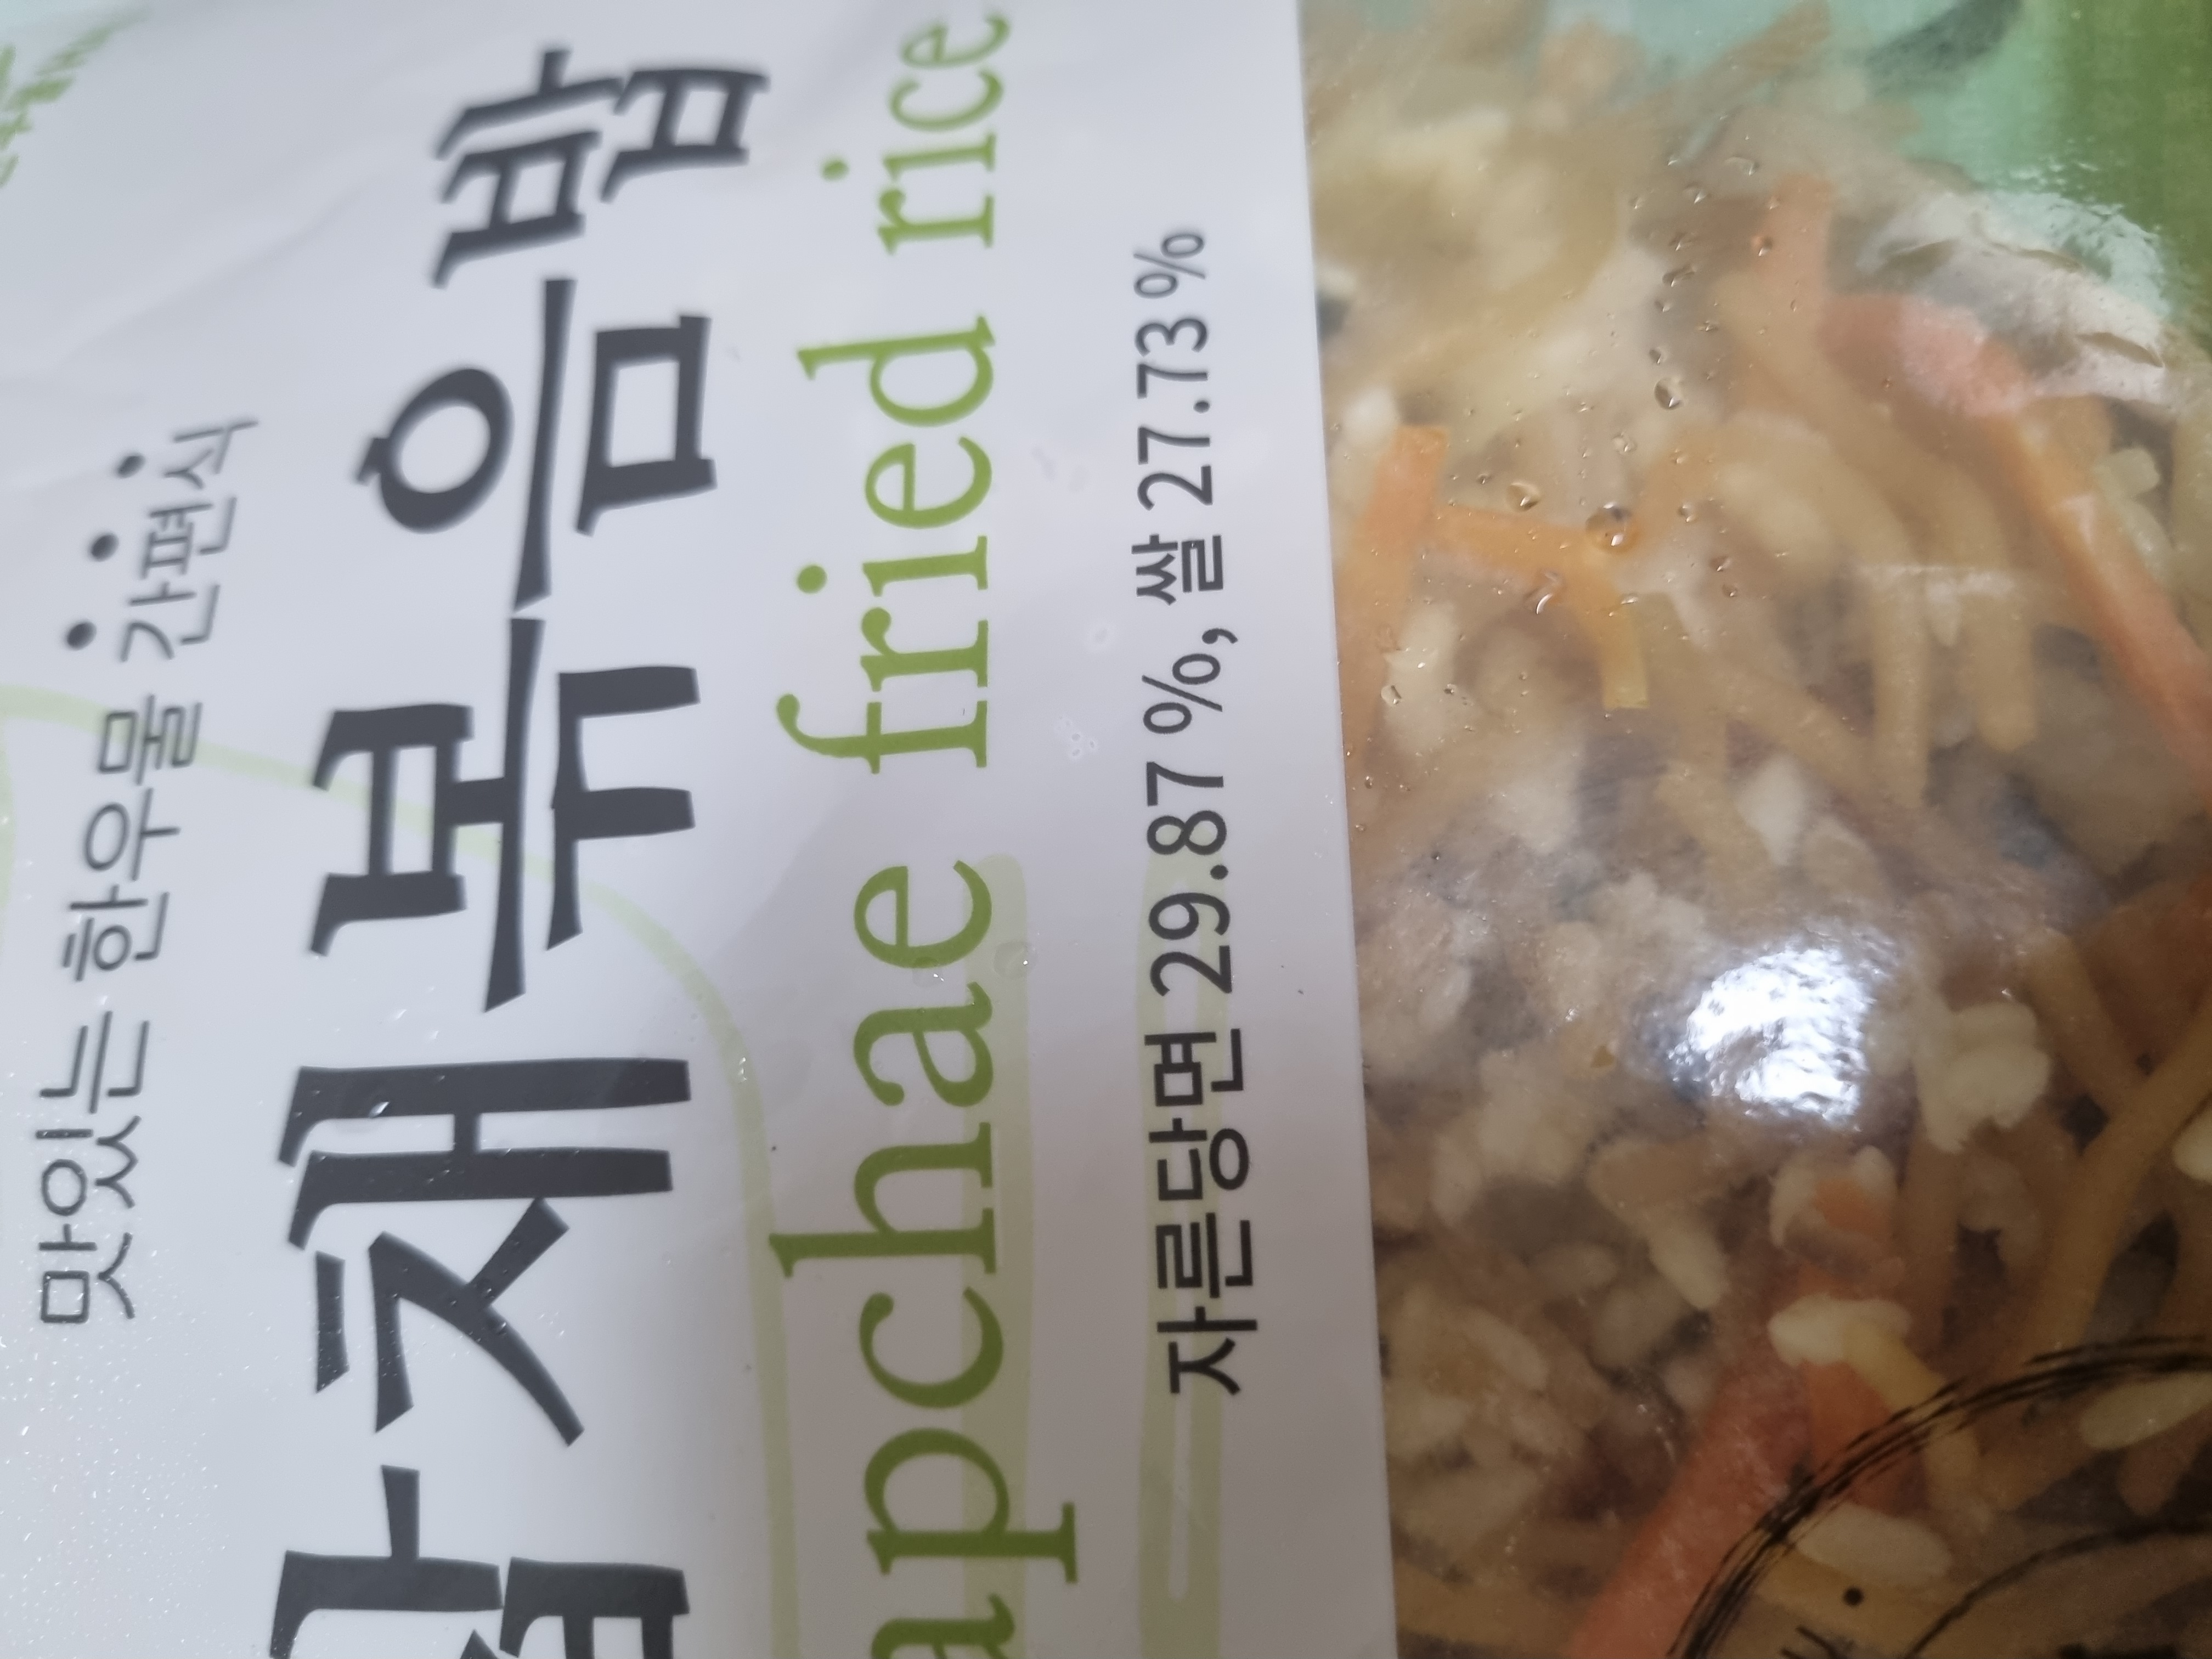 맛있는 한우물 간편식
잡채볶음밥
apchae fried rice
자른당면 29.87 %, 쌀 27.73 %